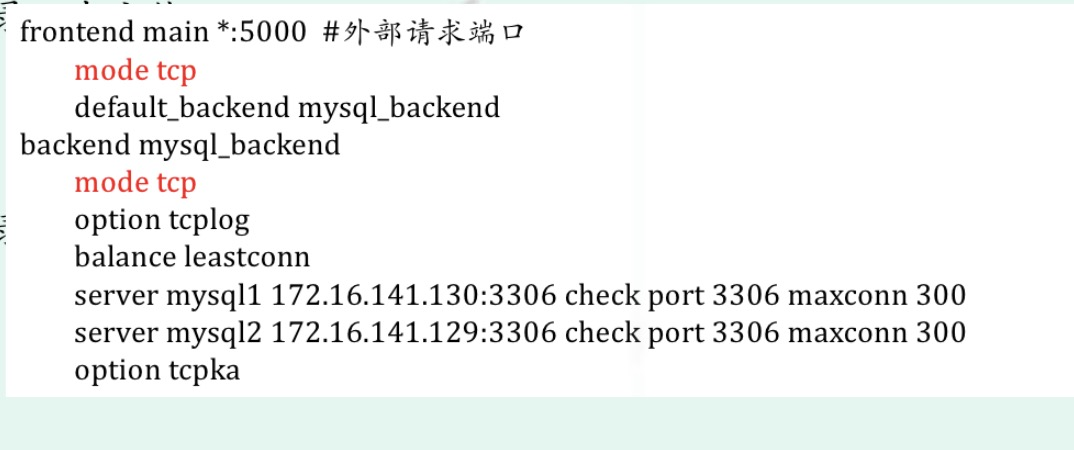 frontend main *:5000 #外部请求端口
mode tcp
default_backend mysql_backend
backend mysql_backend
mode tcp
option tcplog
balance leastconn
server mysql1 172.16.141.130:3306 check port 3306 maxconn 300
server mysql2 172.16.141.129:3306 check port 3306 maxconn 300
option tcpka